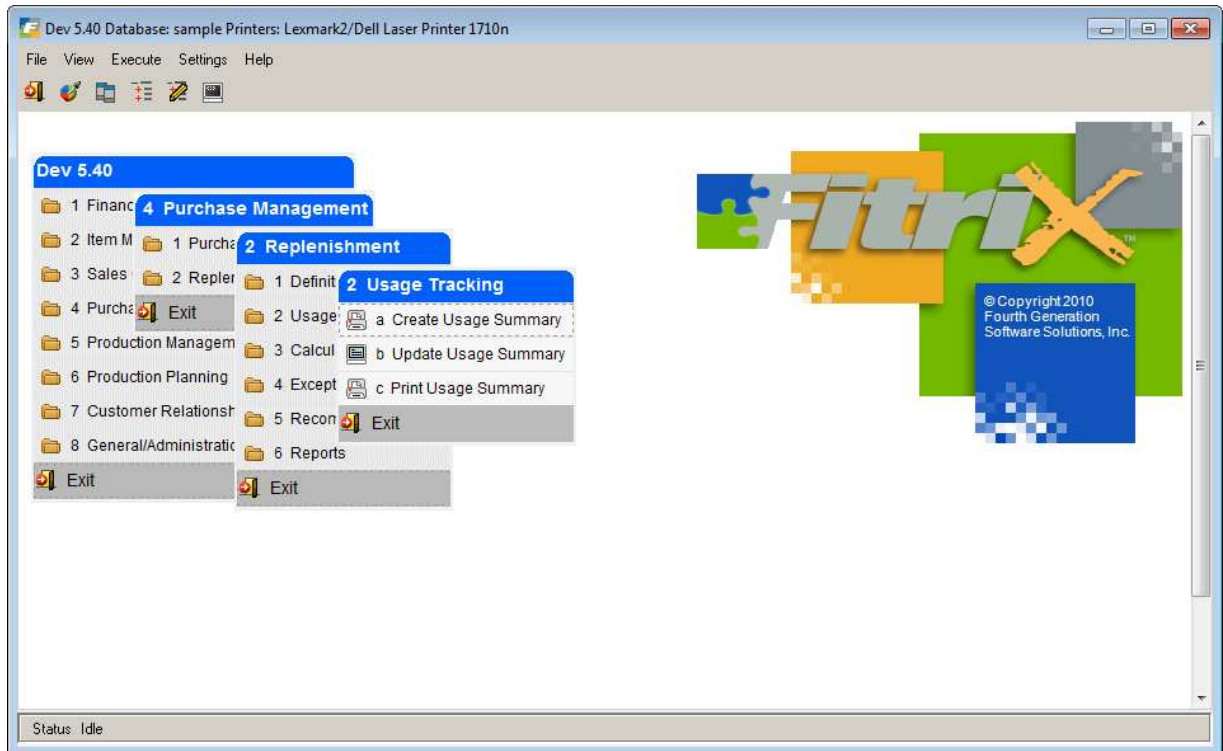 Dev 5.40 Database: sample Printers: Lexmark2/Dell Laser Printer 1710n
File View Execute Settings Help
Dev 5.40
1 Financ
2 Item M
3 Sales
4 Purcha
5 Production Managem
6 Production Planning
7 Customer Relationsh
8 General/Administratio
Exit
4 Purchase Management
1 Purcha
2 Replen
Exit
2 Replenishment
1 Definit
2 Usage
3 Calcul
4 Except
5 Recom
6 Reports
Exit
2 Usage Tracking
a Create Usage Summary
b Update Usage Summary
c Print Usage Summary
Exit
FitriX
TM
©Copyright 2010
Fourth Generation
Software Solutions, Inc.
Status Idle